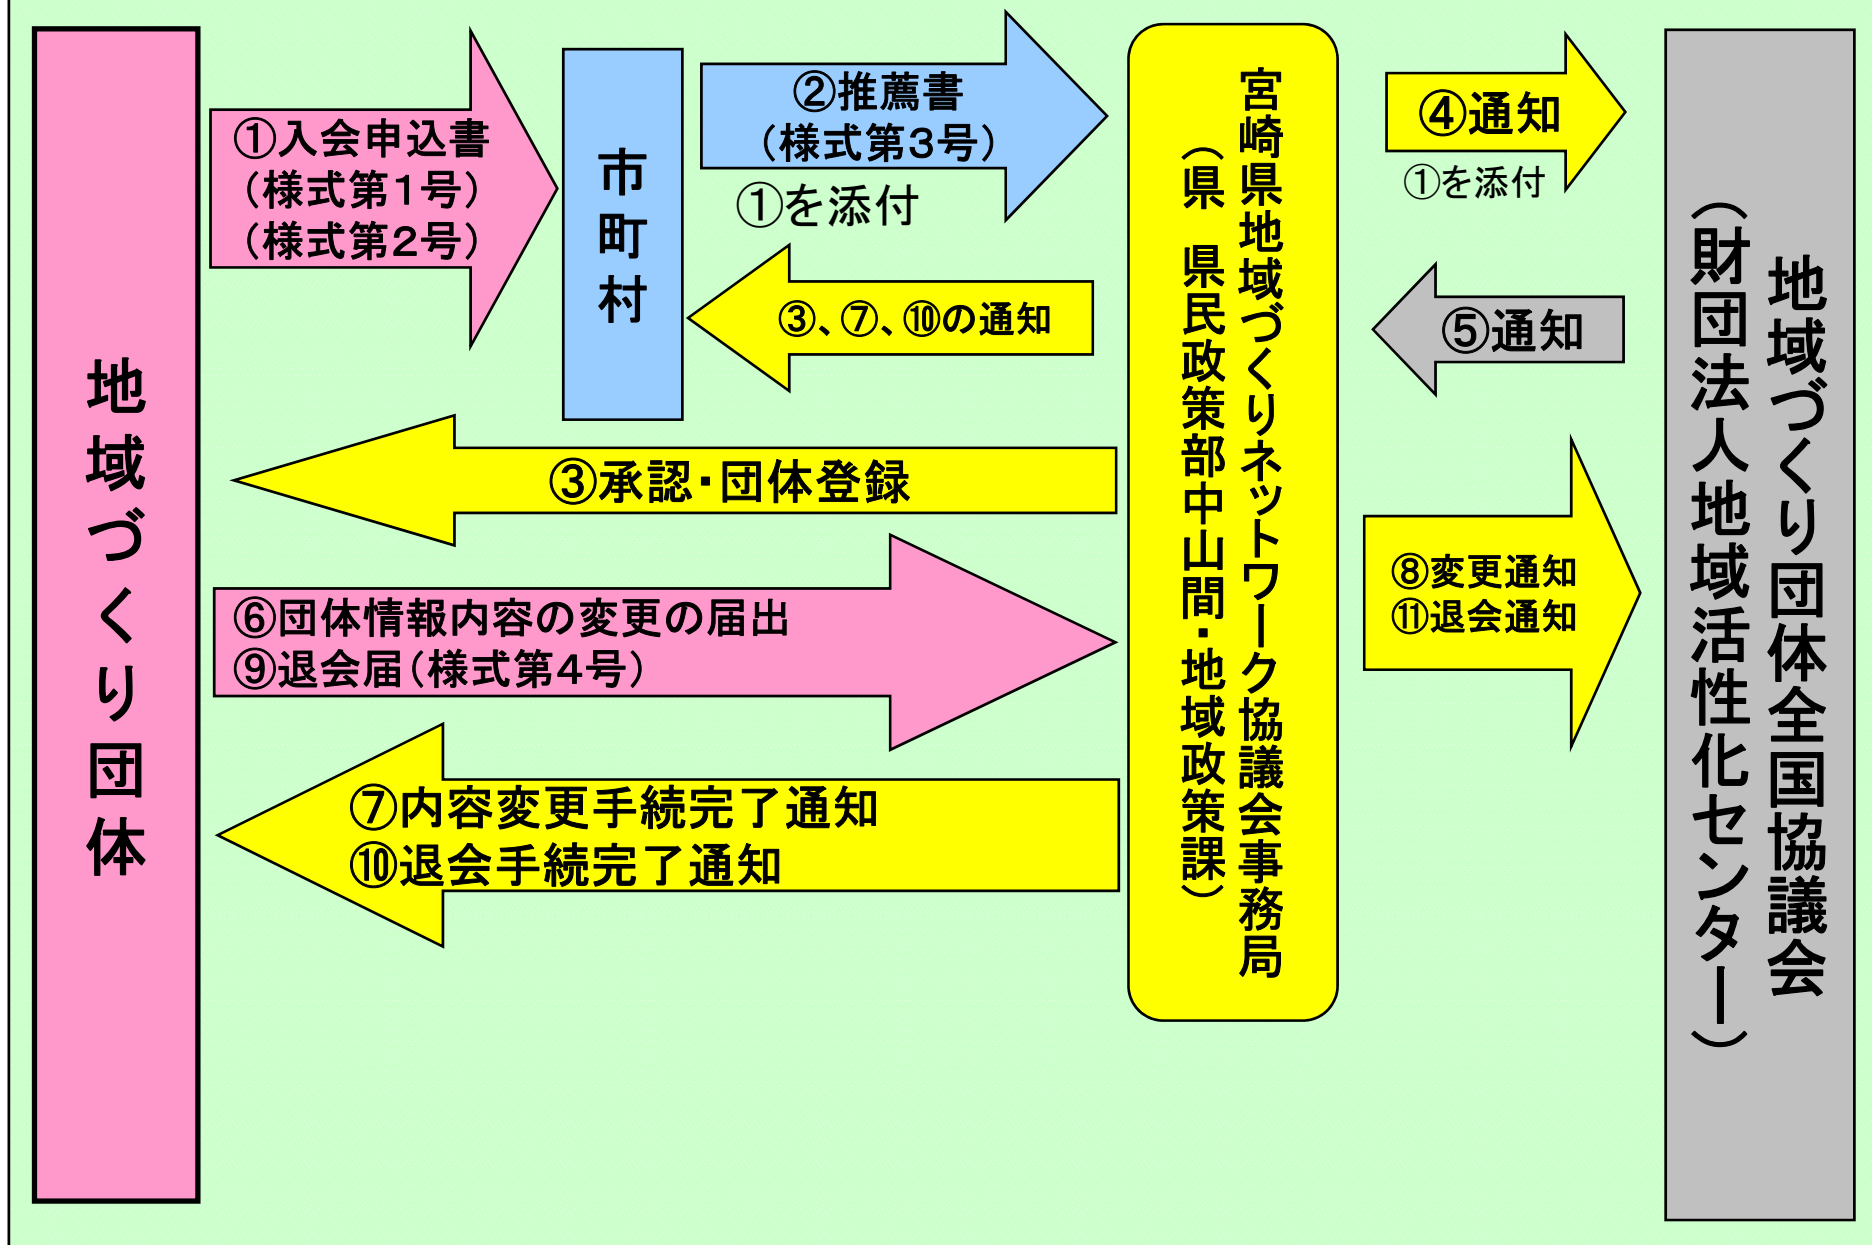 地域づくり団体
①入会申込書
（様式第１号）
（様式第２号）
市町村
②推薦書
（様式第３号）
①を添付
③、⑦、⑩の通知
③承認・団体登録
⑥団体情報内容の変更の届出
⑨退会届（様式第４号）
⑦内容変更手続完了通知
⑩退会手続完了通知
宮崎県地域づくりネットワーク協議会事務局
（県　県民政策部中山間・地域政策課）
④通知
①を添付
⑤通知
⑧変更通知
⑪退会通知
地域づくり団体全国協議会
（財団法人地域活性化センター）